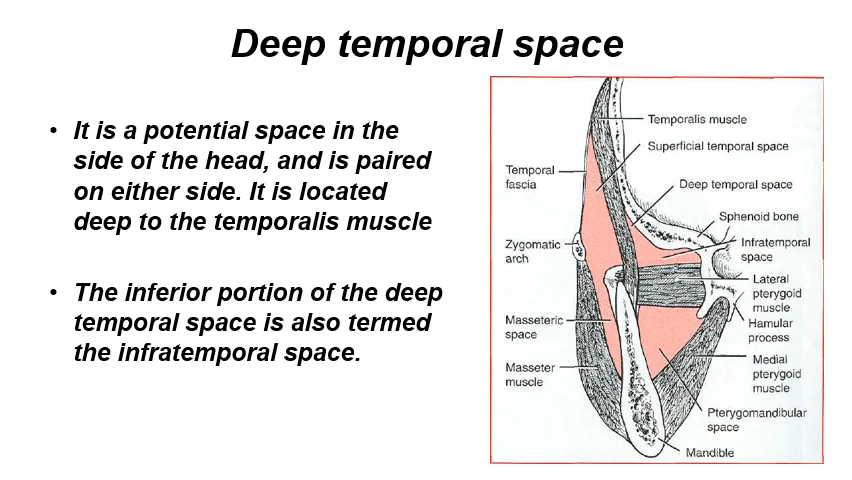 Deep temporal space
• It is a potential space in the
side of the head, and is paired
on either side. It is located
deep to the temporalis muscle
• The inferior portion of the deep
temporal space is also termed
the infratemporal space.
Temporalis muscle
Superficial temporal space
Temporal
fascia
Deep temporal space
Sphenoid bone
Zygomatic
arch
Infratemporal
space
Lateral
pterygoid
muscle
Masseteric
space
Hamular
process
Masseter
muscle
Medial
pterygoid
muscle
Pterygomandibular
space
Mandible